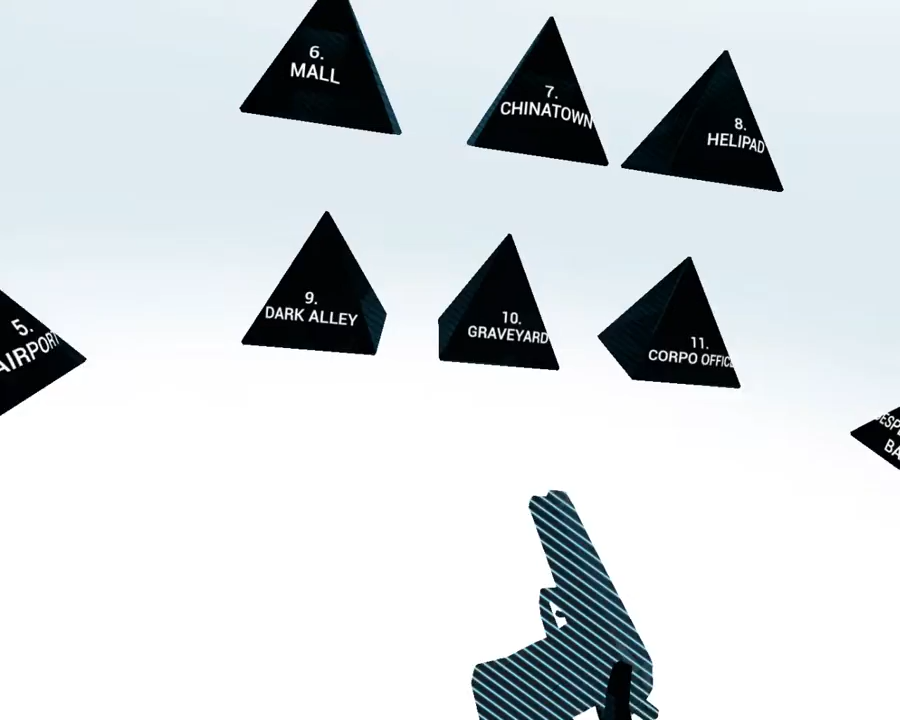 6.
MALL
7.
CHINATOWN
8.
HELIPAD
9.
DARK ALLEY
10.
GRAVEYARD
11.
CORPO OFFICE
5.
AIRPORT